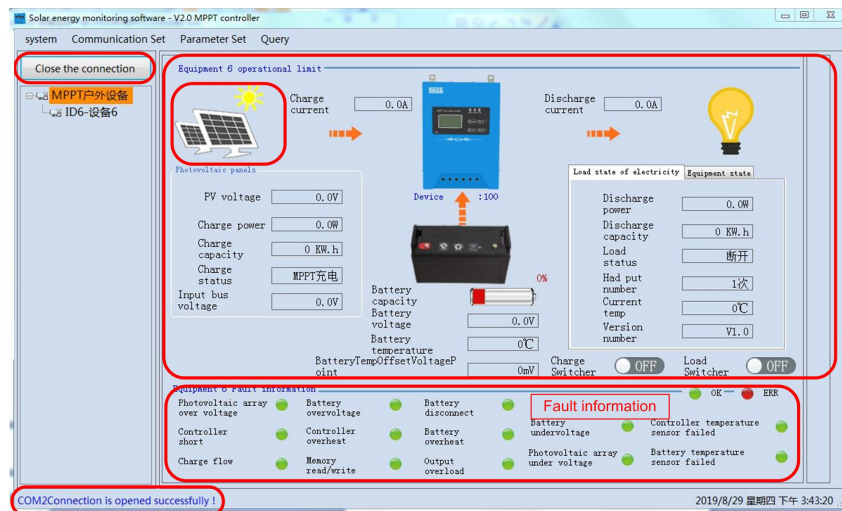 Solar energy monitoring software - V2.0 MPPT controller
system Communication Set Parameter Set Query
Close the connection
MPPT户外设备
ID6-设备6
Equipment 6 operational limit
Charge current 0.0A
Discharge current 0.0A
Photovoltaic panels
PV voltage 0.0V
Charge power 0.0W
Charge capacity 0 KW.h
Charge status MPPT充电
Input bus voltage 0.0V
Device :100
0%
Battery capacity
Battery voltage 0.0V
Battery temperature 0℃
BatteryTempOffsetVoltageP
oint 0mV
Load state of electricity Equipment state
Discharge power 0.0W
Discharge capacity 0 KW.h
Load status 断开
Had put number 1次
Current temp 0℃
Version number V1.0
Charge Switcher OFF
Load Switcher OFF
Equipment 6 Fault information
OK ERR
Fault information
Photovoltaic array over voltage
Battery overvoltage
Battery disconnect
Battery undervoltage
Controller temperature sensor failed
Controller short
Controller overheat
Battery overheat
Photovoltaic array under voltage
Battery temperature sensor failed
Charge flow
Memory read/write
Output overload
COM2Connection is opened successfully !
2019/8/29 星期四 下午 3:43:20